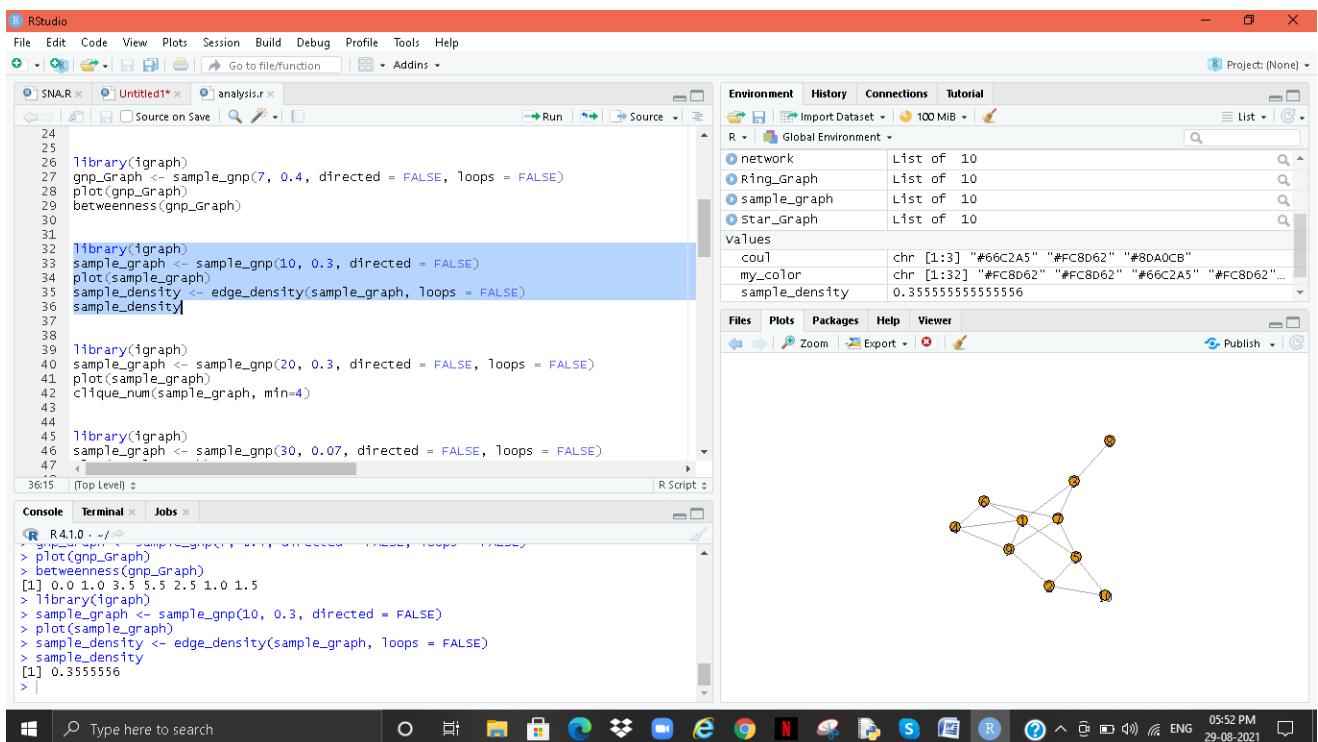 RStudio
File Edit Code View Plots Session Build Debug Profile Tools Help
Go to file/function Addins Project: (None)
SNA.R Untitled1* analysis.r
Source on Save Run Source
24
25
26 library(igraph)
27 gnp_Graph <- sample_gnp(7, 0.4, directed = FALSE, loops = FALSE)
28 plot(gnp_Graph)
29 betweenness(gnp_Graph)
30
31
32 library(igraph)
33 sample_graph <- sample_gnp(10, 0.3, directed = FALSE)
34 plot(sample_graph)
35 sample_density <- edge_density(sample_graph, loops = FALSE)
36 sample_density
37
38
39 library(igraph)
40 sample_graph <- sample_gnp(20, 0.3, directed = FALSE, loops = FALSE)
41 plot(sample_graph)
42 clique_num(sample_graph, min=4)
43
44
45 library(igraph)
46 sample_graph <- sample_gnp(30, 0.07, directed = FALSE, loops = FALSE)
47
36:15 (Top Level) R Script
Console Terminal Jobs
R 4.1.0 · ~/
> plot(gnp_Graph)
> betweenness(gnp_Graph)
[1] 0.0 1.0 3.5 5.5 2.5 1.0 1.5
> library(igraph)
> sample_graph <- sample_gnp(10, 0.3, directed = FALSE)
> plot(sample_graph)
> sample_density <- edge_density(sample_graph, loops = FALSE)
> sample_density
[1] 0.3555556
>
Environment History Connections Tutorial
Import Dataset 100 MiB List
R Global Environment
network List of 10
Ring_Graph List of 10
sample_graph List of 10
Star_Graph List of 10
Values
coul chr [1:3] "#66C2A5" "#FC8D62" "#8DA0CB"
my_color chr [1:32] "#FC8D62" "#FC8D62" "#66C2A5" "#FC8D62"...
sample_density 0.355555555555556
Files Plots Packages Help Viewer
Zoom Export Publish
6
1
7
4
9
5
2
10
Type here to search
ENG
05:52 PM
29-08-2021